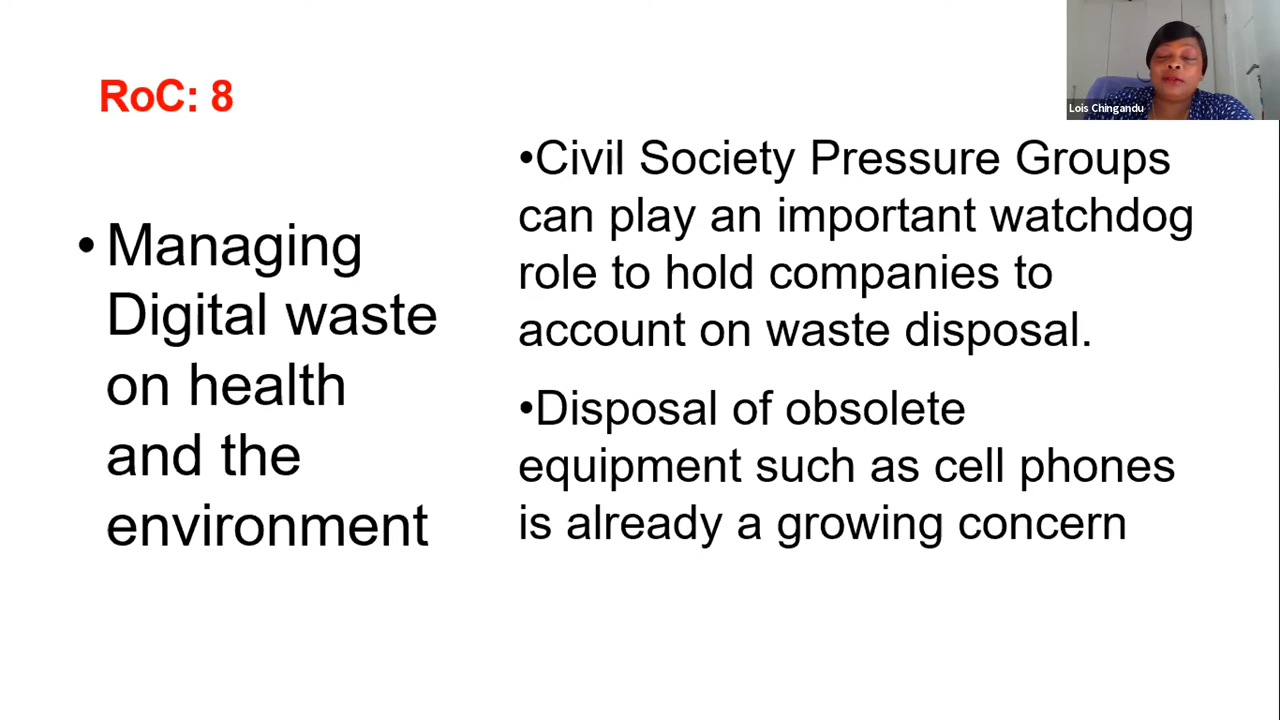 RoC: 8
• Managing
Digital waste
on health
and the
environment
•Civil Society Pressure Groups
can play an important watchdog
role to hold companies to
account on waste disposal.
•Disposal of obsolete
equipment such as cell phones
is already a growing concern
Lois Chingandu